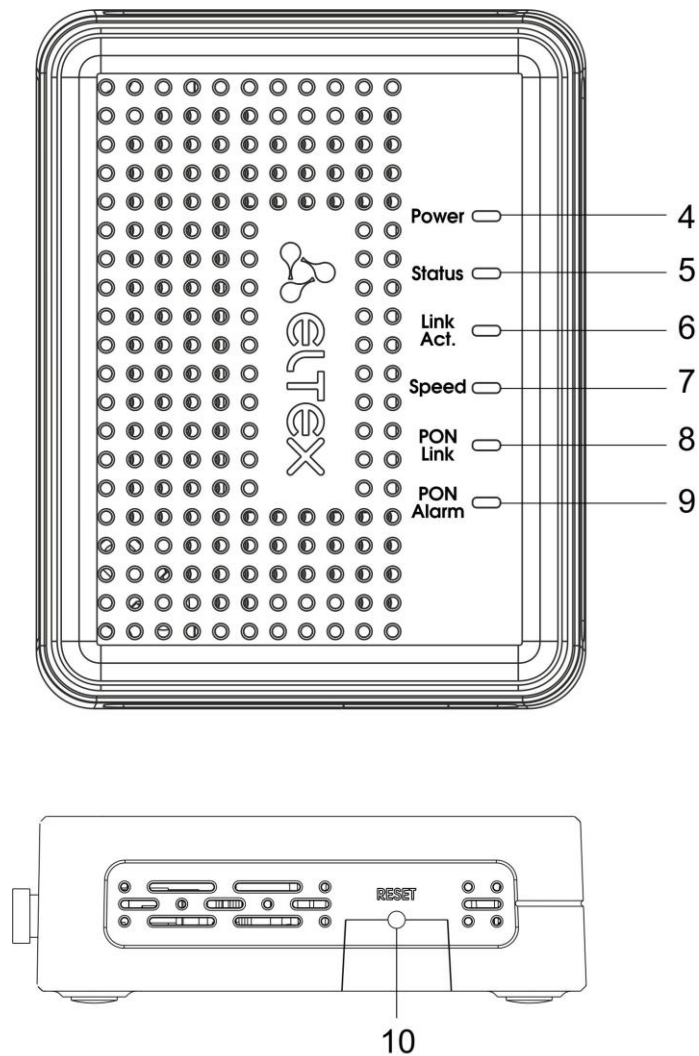 Power 4
Status 5
Link
Act. 6
Speed 7
PON
Link 8
PON
Alarm 9
eLTEX
RESET
10